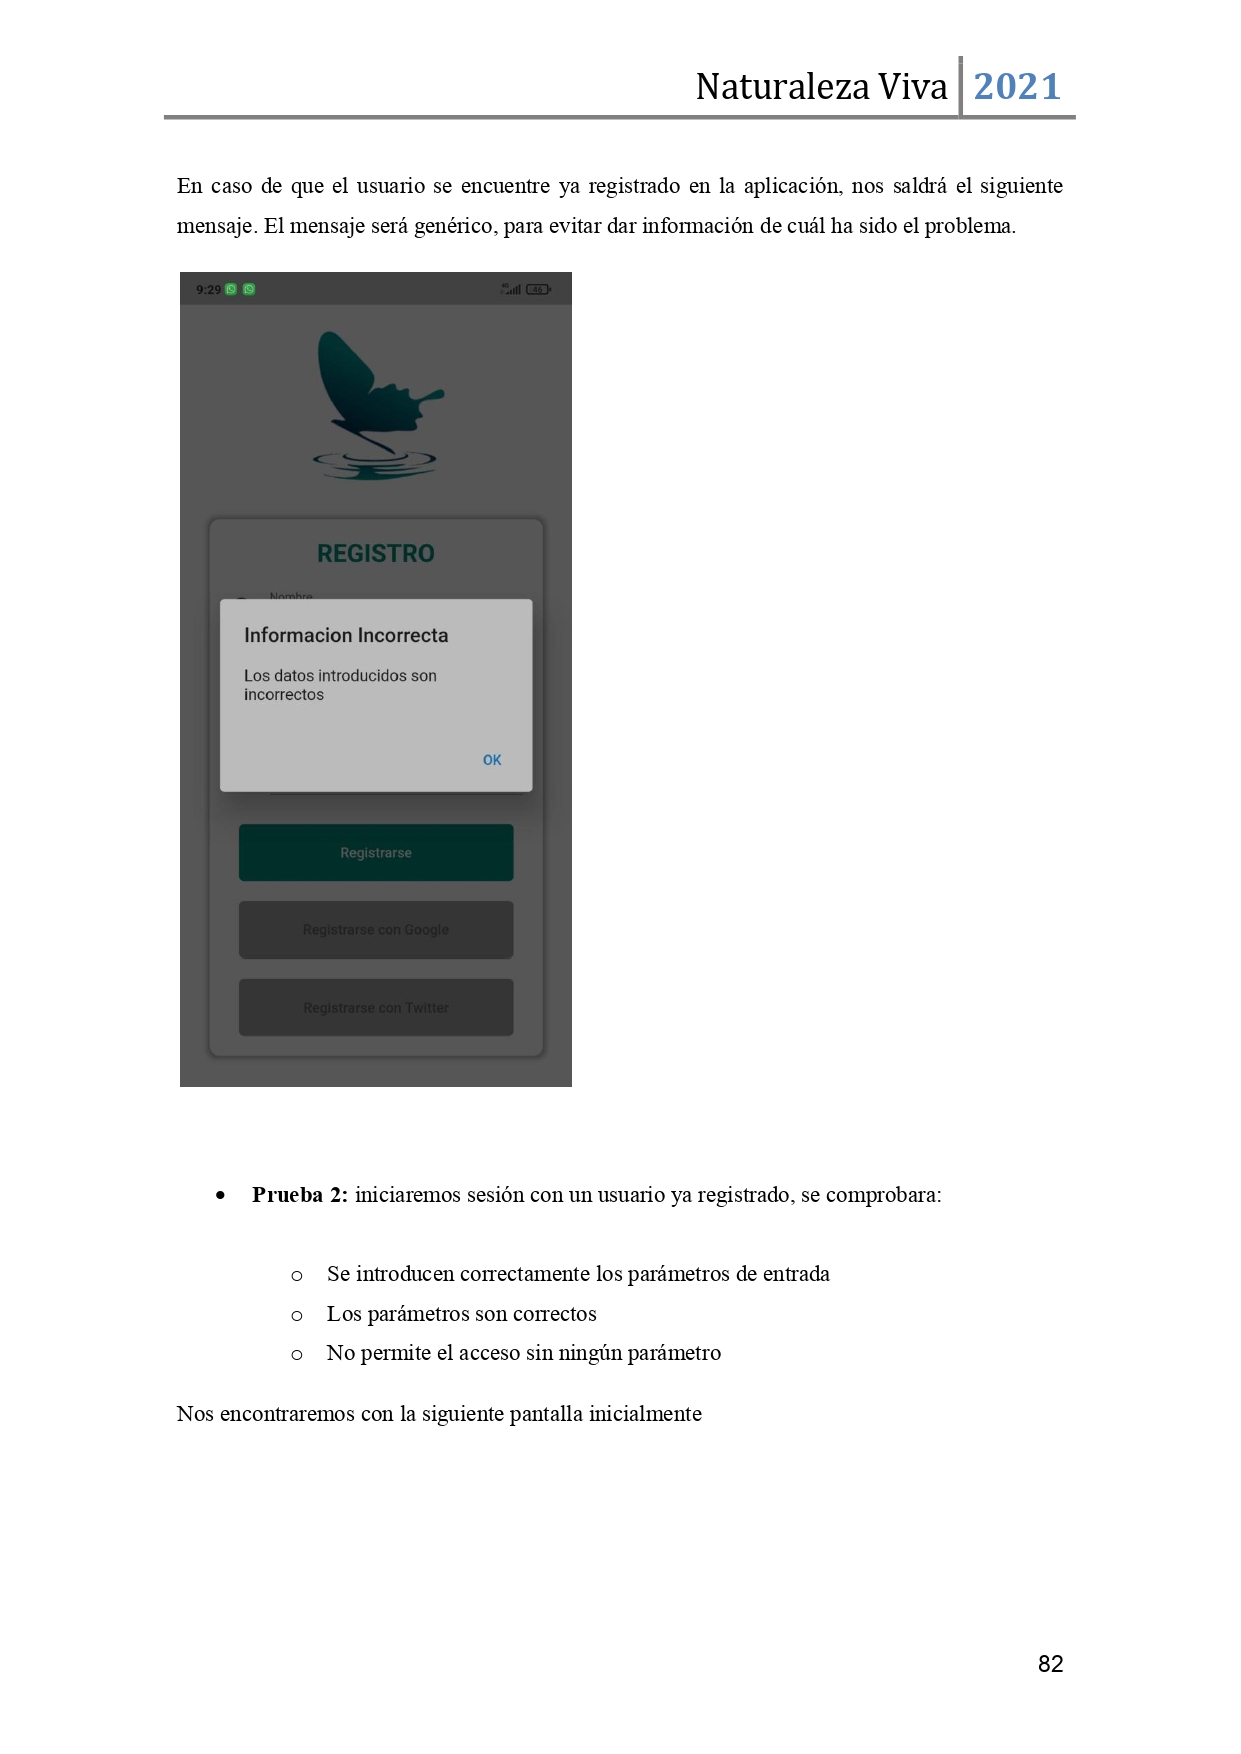 Naturaleza Viva 2021
En caso de que el usuario se encuentre ya registrado en la aplicación, nos saldrá el siguiente
mensaje. El mensaje será genérico, para evitar dar información de cuál ha sido el problema.
9:29
4G 46
REGISTRO
Nombre
Informacion Incorrecta
Los datos introducidos son
incorrectos
OK
Registrarse
Registrarse con Google
Registrarse con Twitter
• Prueba 2: iniciaremos sesión con un usuario ya registrado, se comprobara:
o Se introducen correctamente los parámetros de entrada
o Los parámetros son correctos
o No permite el acceso sin ningún parámetro
Nos encontraremos con la siguiente pantalla inicialmente
82